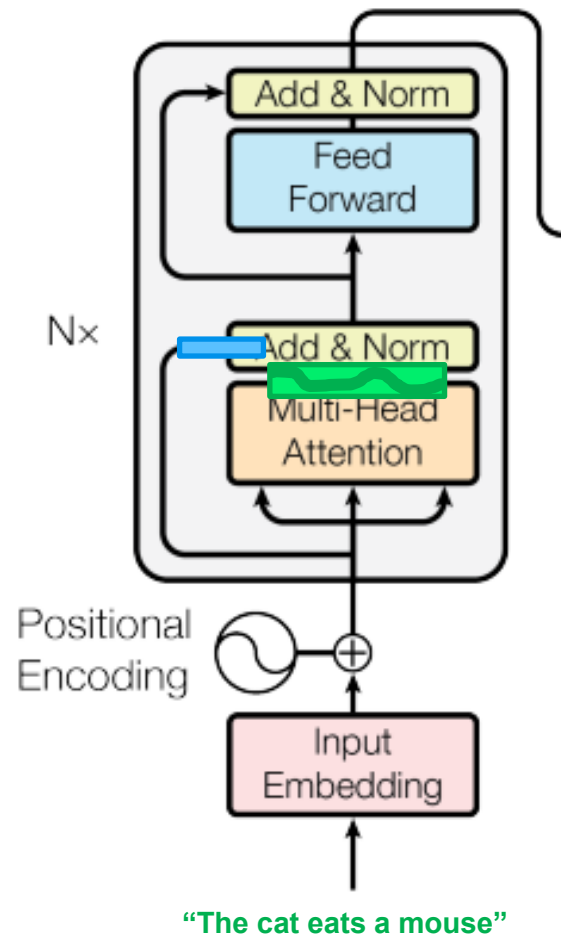 Add & Norm
Feed
Forward
Nx
Add & Norm
Multi-Head
Attention
Positional
Encoding
Input
Embedding
“The cat eats a mouse”